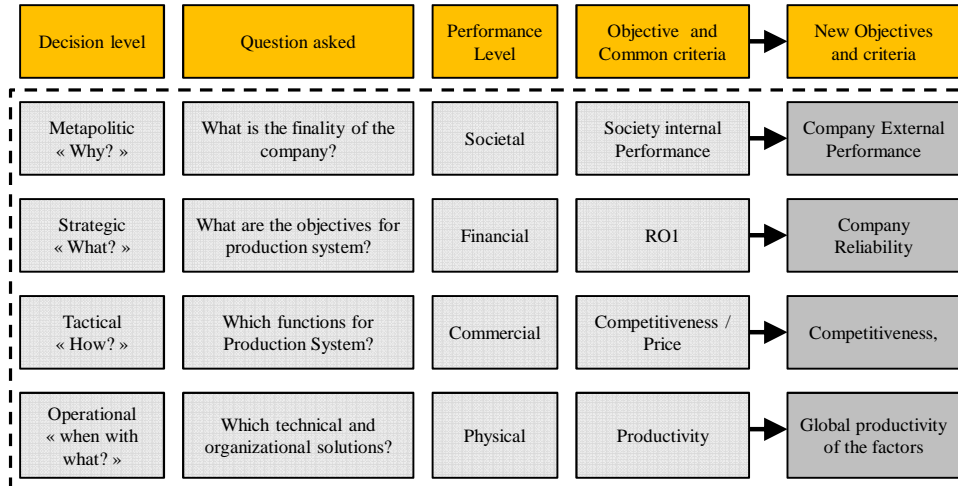 Decision level
Question asked
Performance
Level
Objective and
Common criteria
New Objectives
and criteria
Metapolitic
« Why? »
What is the finality of the
company?
Societal
Society internal
Performance
Company External
Performance
Strategic
« What? »
What are the objectives for
production system?
Financial
RO1
Company
Reliability
Tactical
« How? »
Which functions for
Production System?
Commercial
Competitiveness /
Price
Competitiveness,
Operational
« when with
what? »
Which technical and
organizational solutions?
Physical
Productivity
Global productivity
of the factors